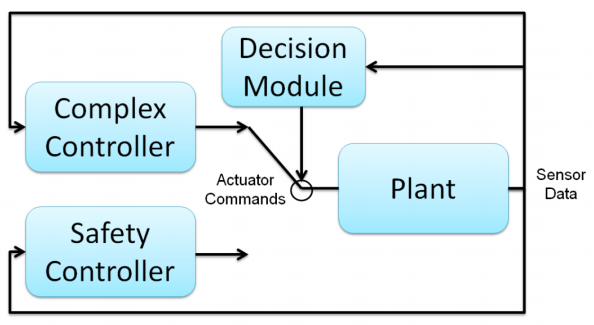 Decision
Module
Complex
Controller
Actuator
Commands
Plant
Sensor
Data
Safety
Controller